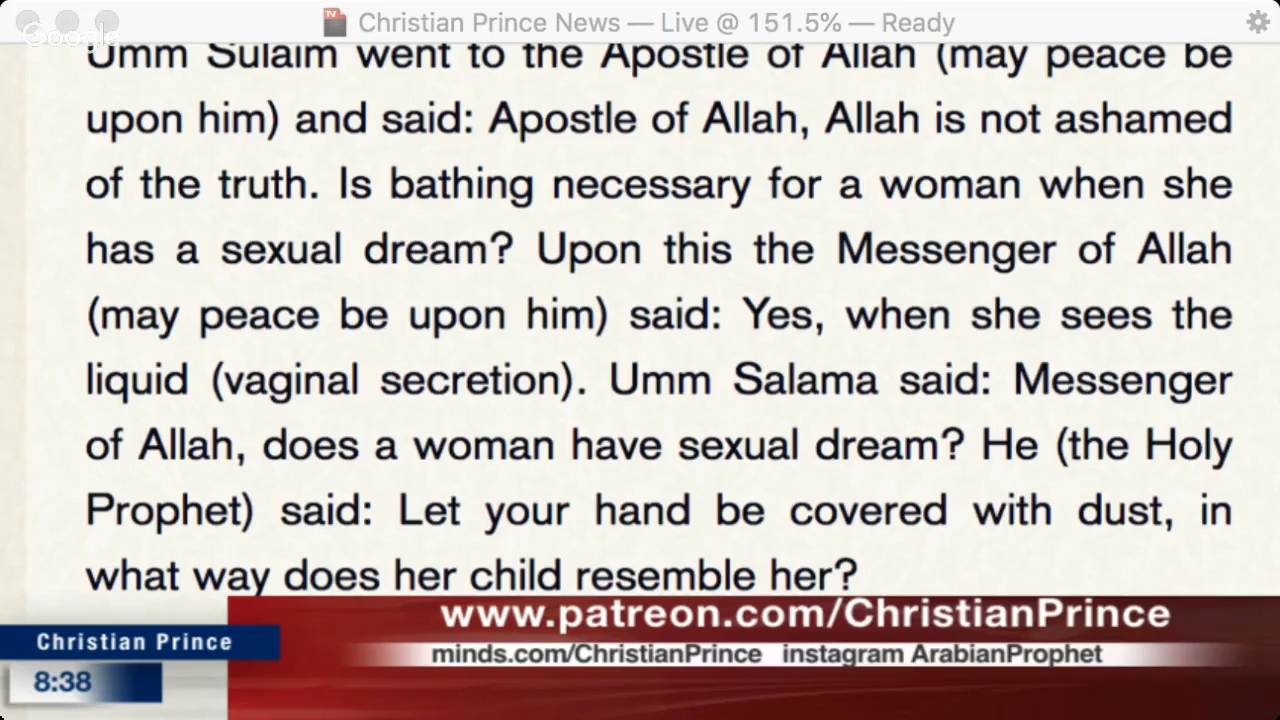 Christian Prince News — Live @ 151.5% — Ready
Google
Umm Sulaim went to the Apostle of Allah (may peace be
upon him) and said: Apostle of Allah, Allah is not ashamed
of the truth. Is bathing necessary for a woman when she
has a sexual dream? Upon this the Messenger of Allah
(may peace be upon him) said: Yes, when she sees the
liquid (vaginal secretion). Umm Salama said: Messenger
of Allah, does a woman have sexual dream? He (the Holy
Prophet) said: Let your hand be covered with dust, in
what way does her child resemble her?
www.patreon.com/ChristianPrince
Christian Prince
minds.com/ChristianPrince instagram ArabianProphet
8:38